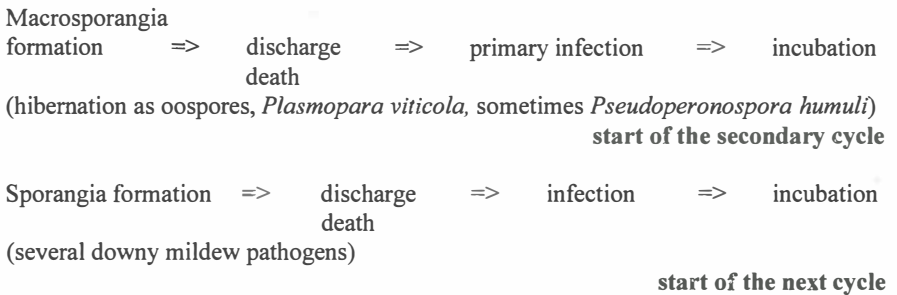 Macrosporangia
formation => discharge => primary infection => incubation
death
(hibernation as oospores, Plasmopara viticola, sometimes Pseudoperonospora humuli)
start of the secondary cycle
Sporangia formation => discharge => infection => incubation
death
(several downy mildew pathogens)
start of the next cycle